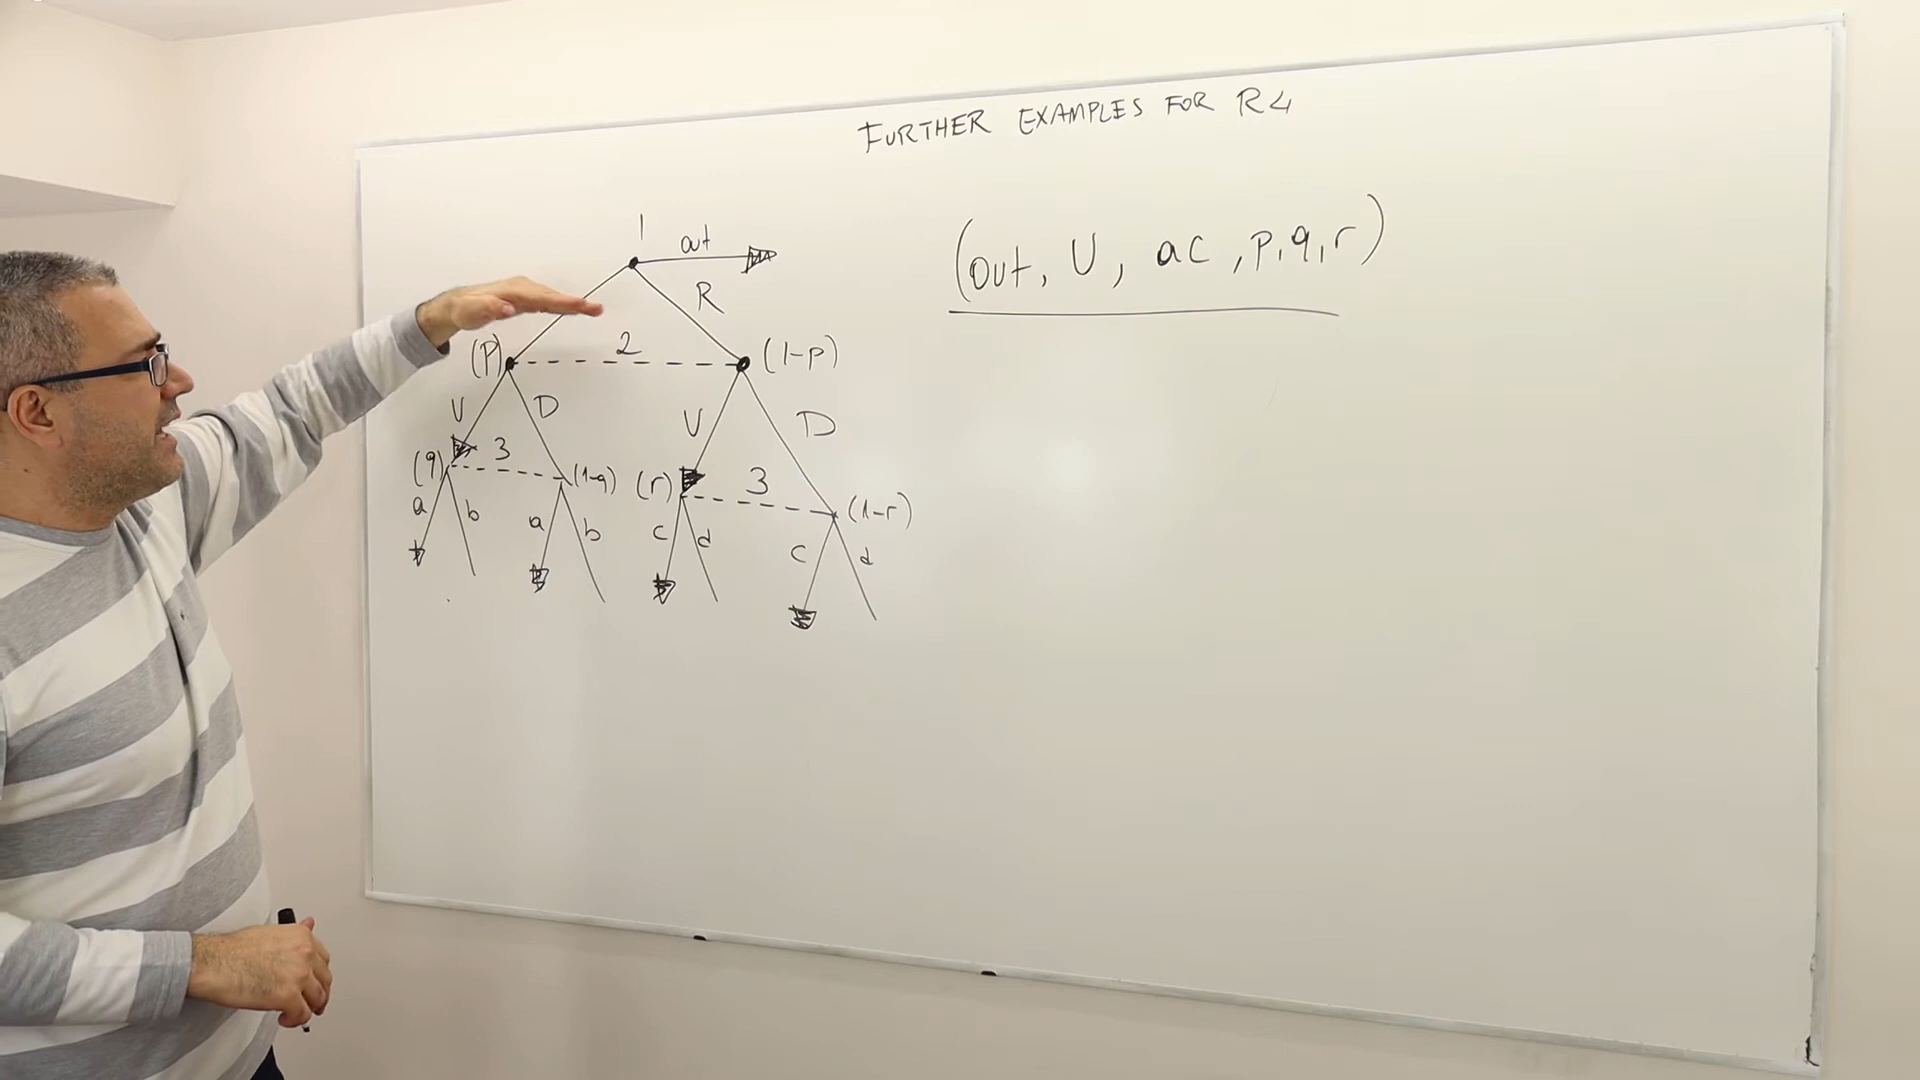 FURTHER EXAMPLES FOR R4
1 out
R
(out, U, ac, p, q, r)
(p) 2 (1-p)
U D U D
(q) 3 (1-q) (r) 3 (1-r)
a b a b c d c d